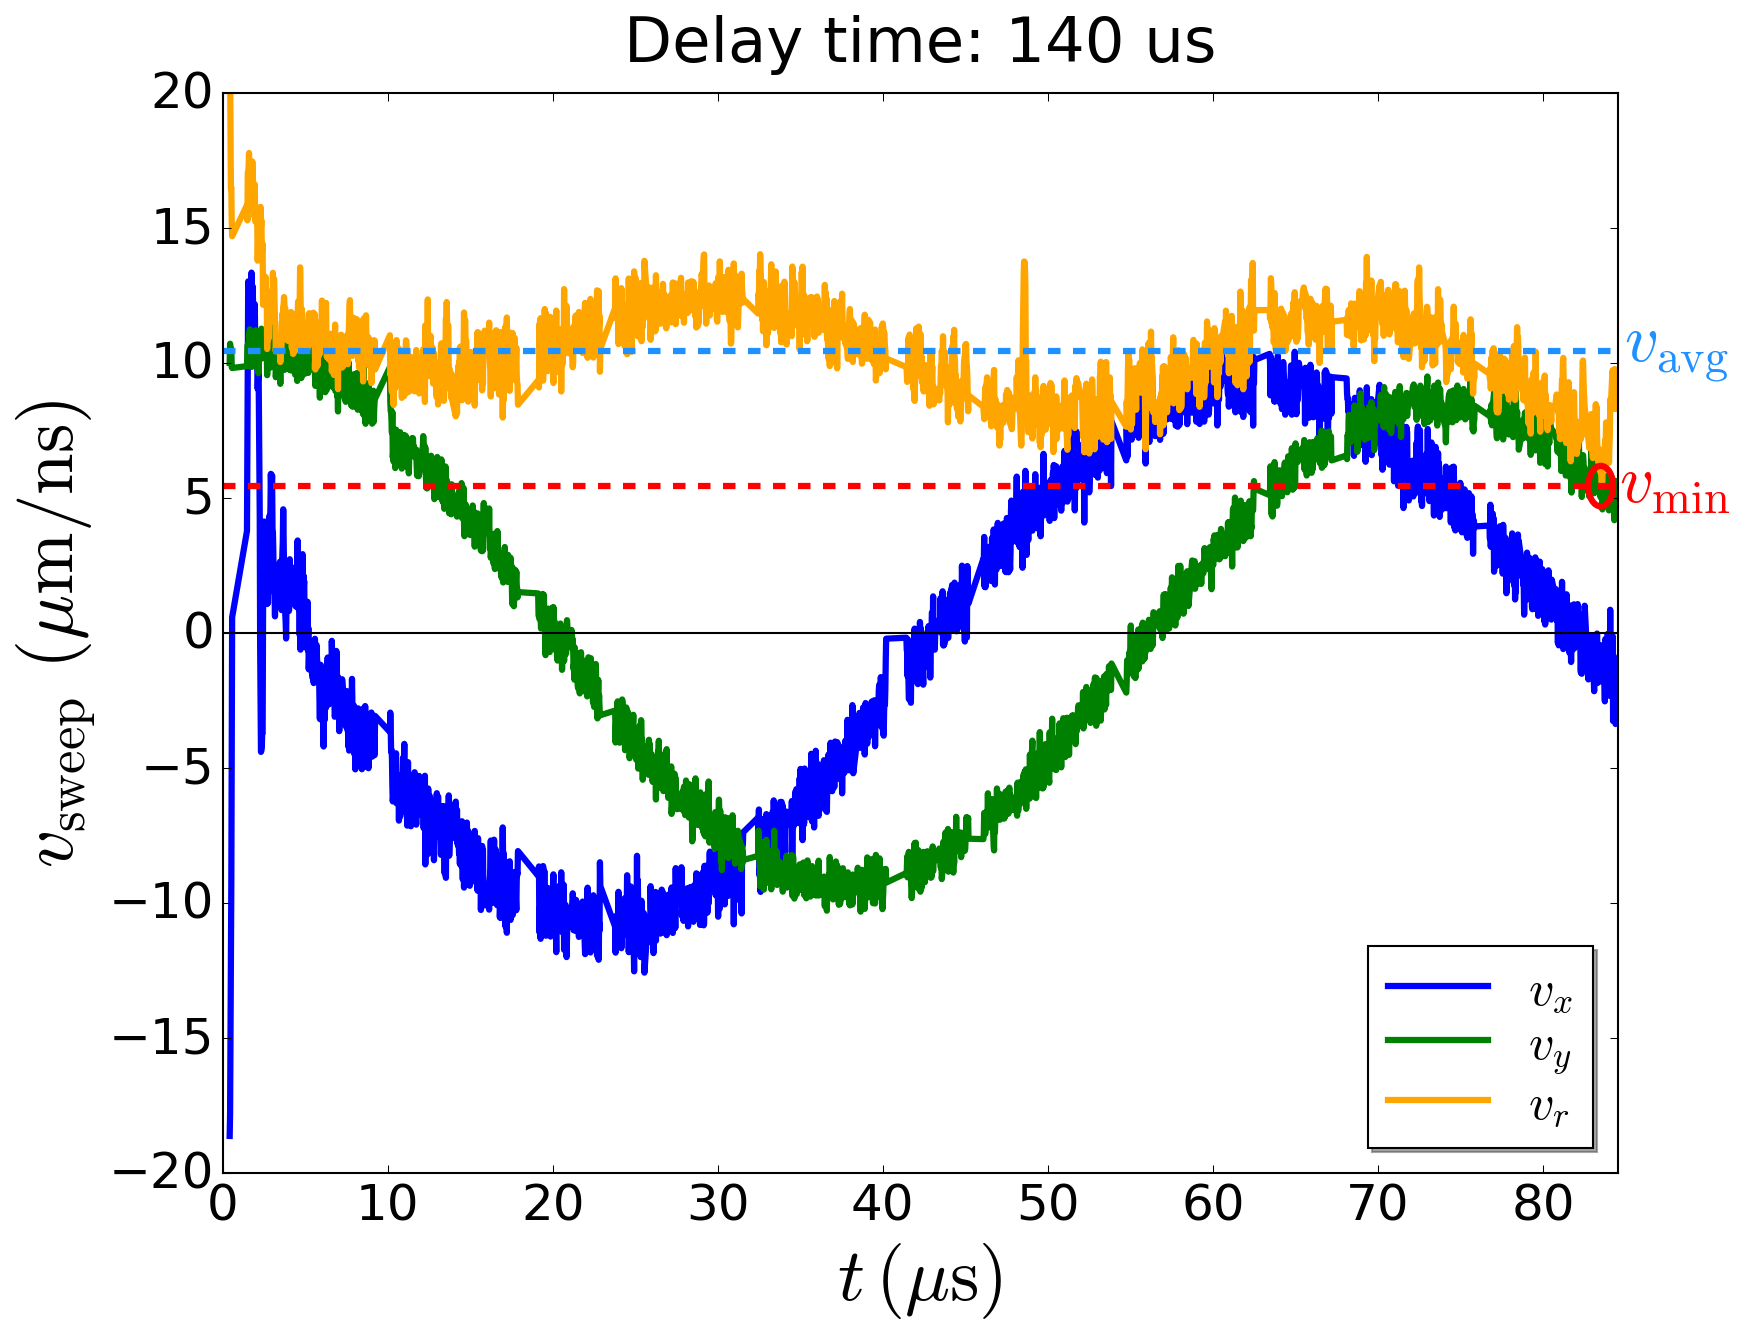 Delay time: 140 us
20
15
10
5
0
−5
−10
−15
−20
v_sweep (μm/ns)
v_avg
v_min
v_x
v_y
v_r
0 10 20 30 40 50 60 70 80
t (μs)